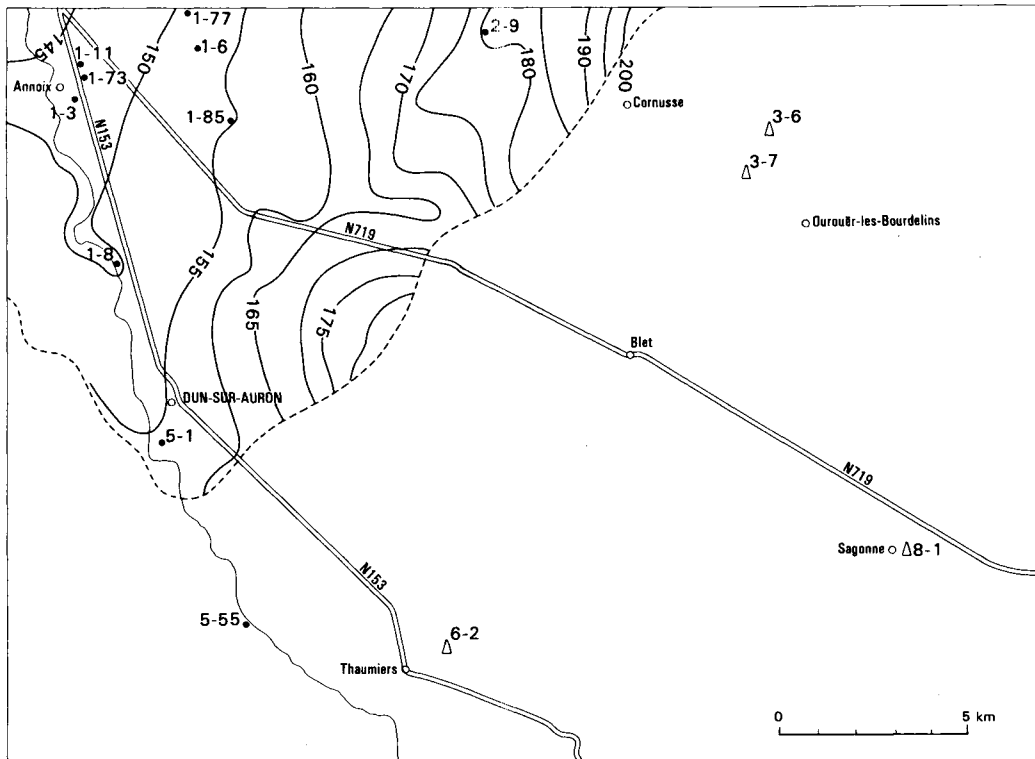 1-77
2-9
145
1-11
1-6
150
160
170
180
190
200
Annoix
1-73
1-3
Cornusse
1-85
3-6
N153
3-7
Ourouër-les-Bourdelins
N719
1-8
155
165
175
Blet
DUN-SUR-AURON
5-1
N719
Sagonne
8-1
N153
5-55
6-2
Thaumiers
0
5 km